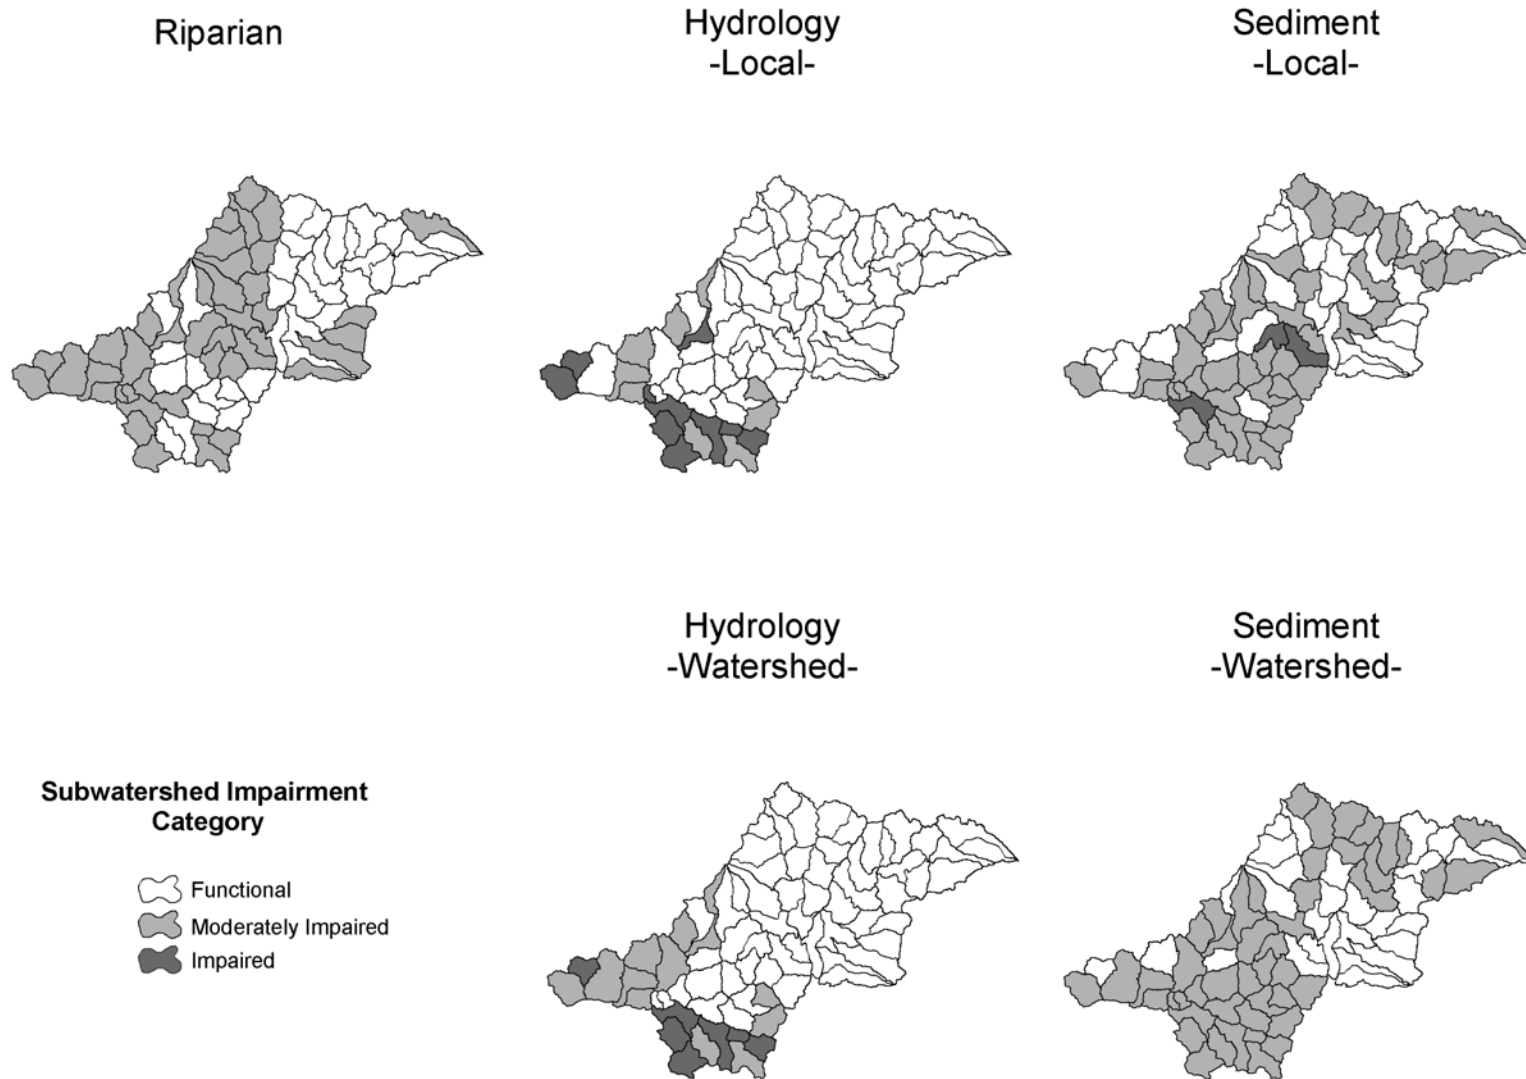 Riparian
Hydrology
-Local-
Sediment
-Local-
Hydrology
-Watershed-
Sediment
-Watershed-
Subwatershed Impairment
Category
Functional
Moderately Impaired
Impaired